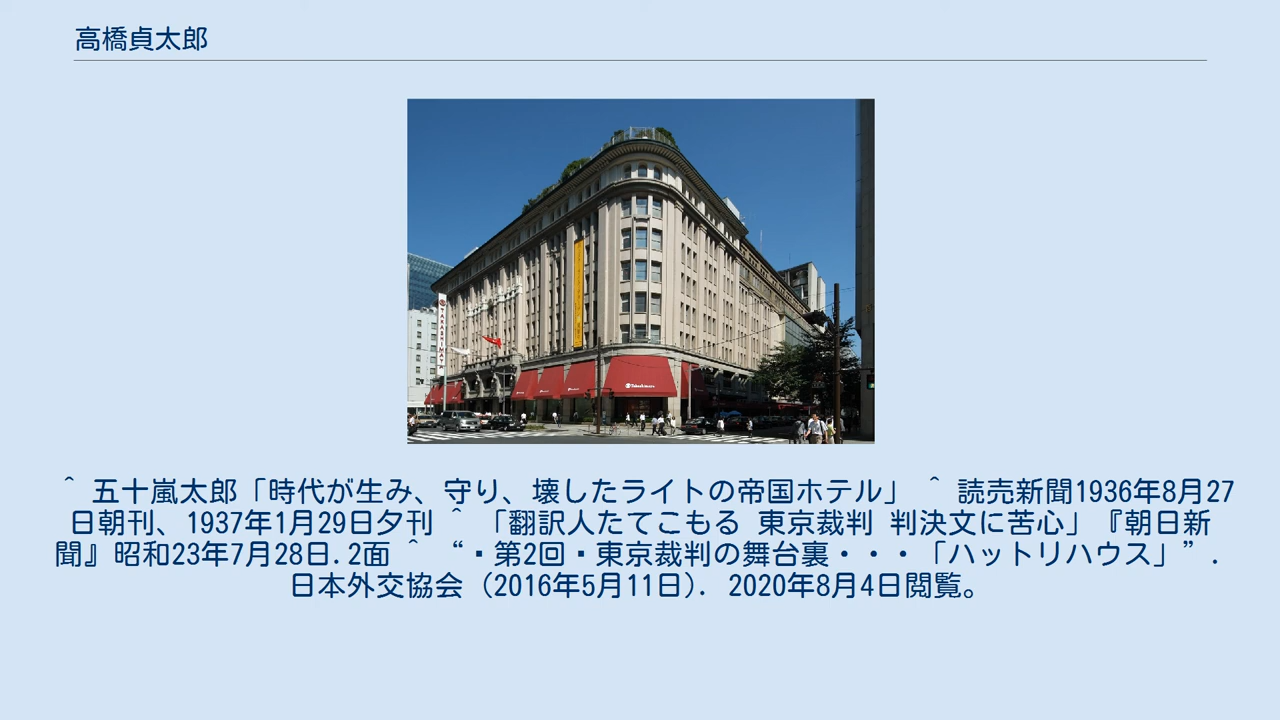 高橋貞太郎
TAKASHIMAYA
Takashimaya
^ 五十嵐太郎「時代が生み、守り、壊したライトの帝国ホテル」 ^ 読売新聞1936年8月27
日朝刊、1937年1月29日夕刊 ^ 「翻訳人たてこもる 東京裁判 判決文に苦心」『朝日新
聞』昭和23年7月28日.2面 ^ “・第2回・東京裁判の舞台裏・・・「ハットリハウス」”.
日本外交協会 (2016年5月11日). 2020年8月4日閲覧。